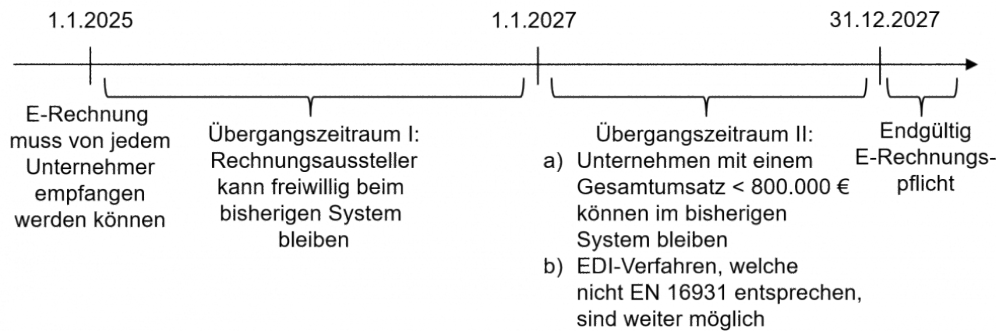 1.1.2025
1.1.2027
31.12.2027
E-Rechnung
muss von jedem
Unternehmer
empfangen
werden können
Übergangszeitraum I:
Rechnungsaussteller
kann freiwillig beim
bisherigen System
bleiben
Übergangszeitraum II:
a) Unternehmen mit einem
Gesamtumsatz < 800.000 €
können im bisherigen
System bleiben
b) EDI-Verfahren, welche
nicht EN 16931 entsprechen,
sind weiter möglich
Endgültig
E-Rechnungs-
pflicht